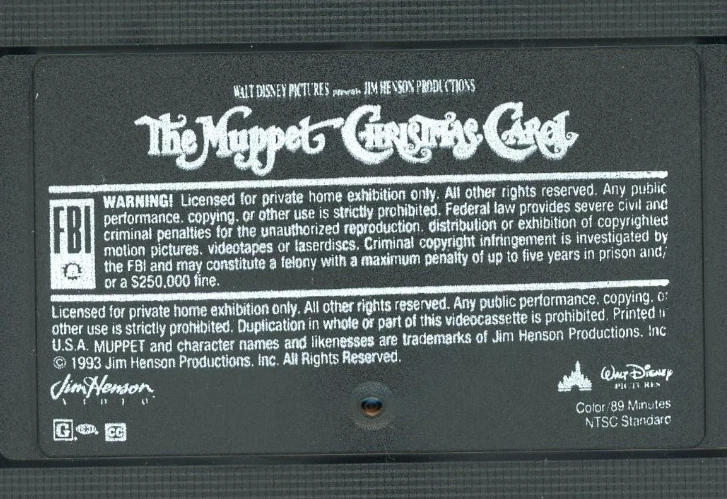 WALT DISNEY PICTURES presents JIM HENSON PRODUCTIONS
The Muppet CHRISTMAS CAROL
FBI
WARNING! Licensed for private home exhibition only. All other rights reserved. Any public
performance, copying, or other use is strictly prohibited. Federal law provides severe civil and
criminal penalties for the unauthorized reproduction, distribution or exhibition of copyrighted
motion pictures, videotapes or laserdiscs. Criminal copyright infringement is investigated by
the FBI and may constitute a felony with a maximum penalty of up to five years in prison and/
or a $250,000 fine.
Licensed for private home exhibition only. All other rights reserved. Any public performance, copying, or
other use is strictly prohibited. Duplication in whole or part of this videocassette is prohibited. Printed in
U.S.A. MUPPET and character names and likenesses are trademarks of Jim Henson Productions, Inc
© 1993 Jim Henson Productions, Inc. All Rights Reserved.
Jim Henson
VIDEO
G CC
WALT DISNEY
PICTURES
Color/89 Minutes
NTSC Standard